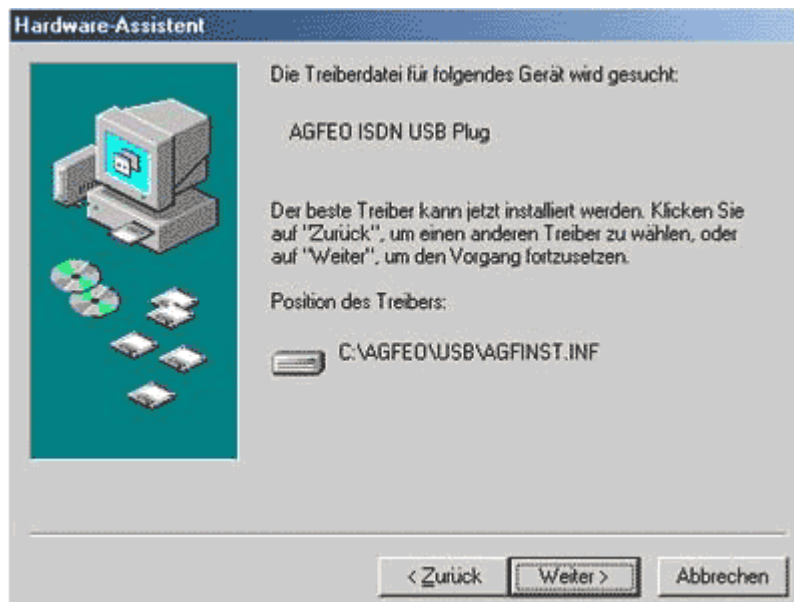 Hardware-Assistent
Die Treiberdatei für folgendes Gerät wird gesucht:
AGFEO ISDN USB Plug
Der beste Treiber kann jetzt installiert werden. Klicken Sie
auf "Zurück", um einen anderen Treiber zu wählen, oder
auf "Weiter", um den Vorgang fortzusetzen.
Position des Treibers:
C:\AGFEO\USB\AGFINST.INF
< Zurück Weiter > Abbrechen